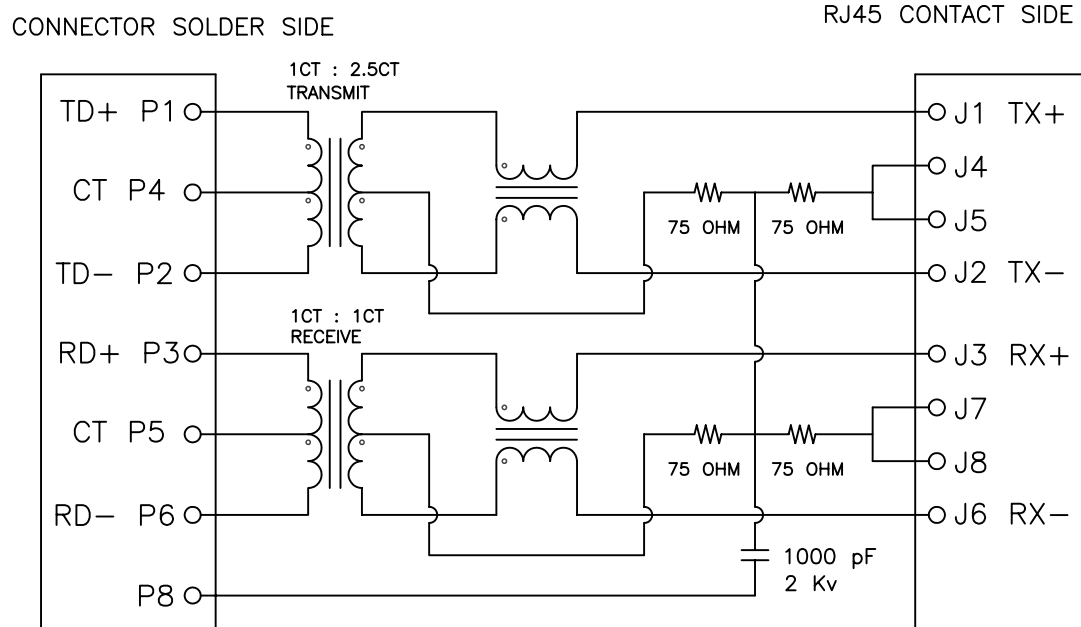 CONNECTOR SOLDER SIDE
RJ45 CONTACT SIDE
1CT : 2.5CT
TRANSMIT
TD+ P1
J1 TX+
J4
CT P4
75 OHM
75 OHM
J5
TD- P2
J2 TX-
1CT : 1CT
RECEIVE
RD+ P3
J3 RX+
J7
CT P5
75 OHM
75 OHM
J8
RD- P6
J6 RX-
1000 pF
2 Kv
P8